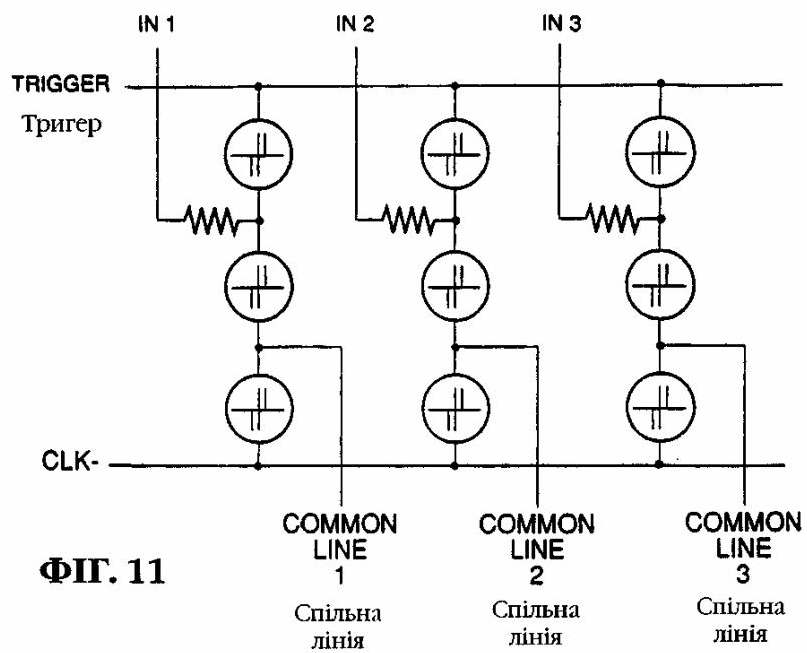 IN 1
IN 2
IN 3
TRIGGER
Тригер
CLK-
COMMON
LINE
1
Спільна
лінія
COMMON
LINE
2
Спільна
лінія
COMMON
LINE
3
Спільна
лінія
ФІГ. 11